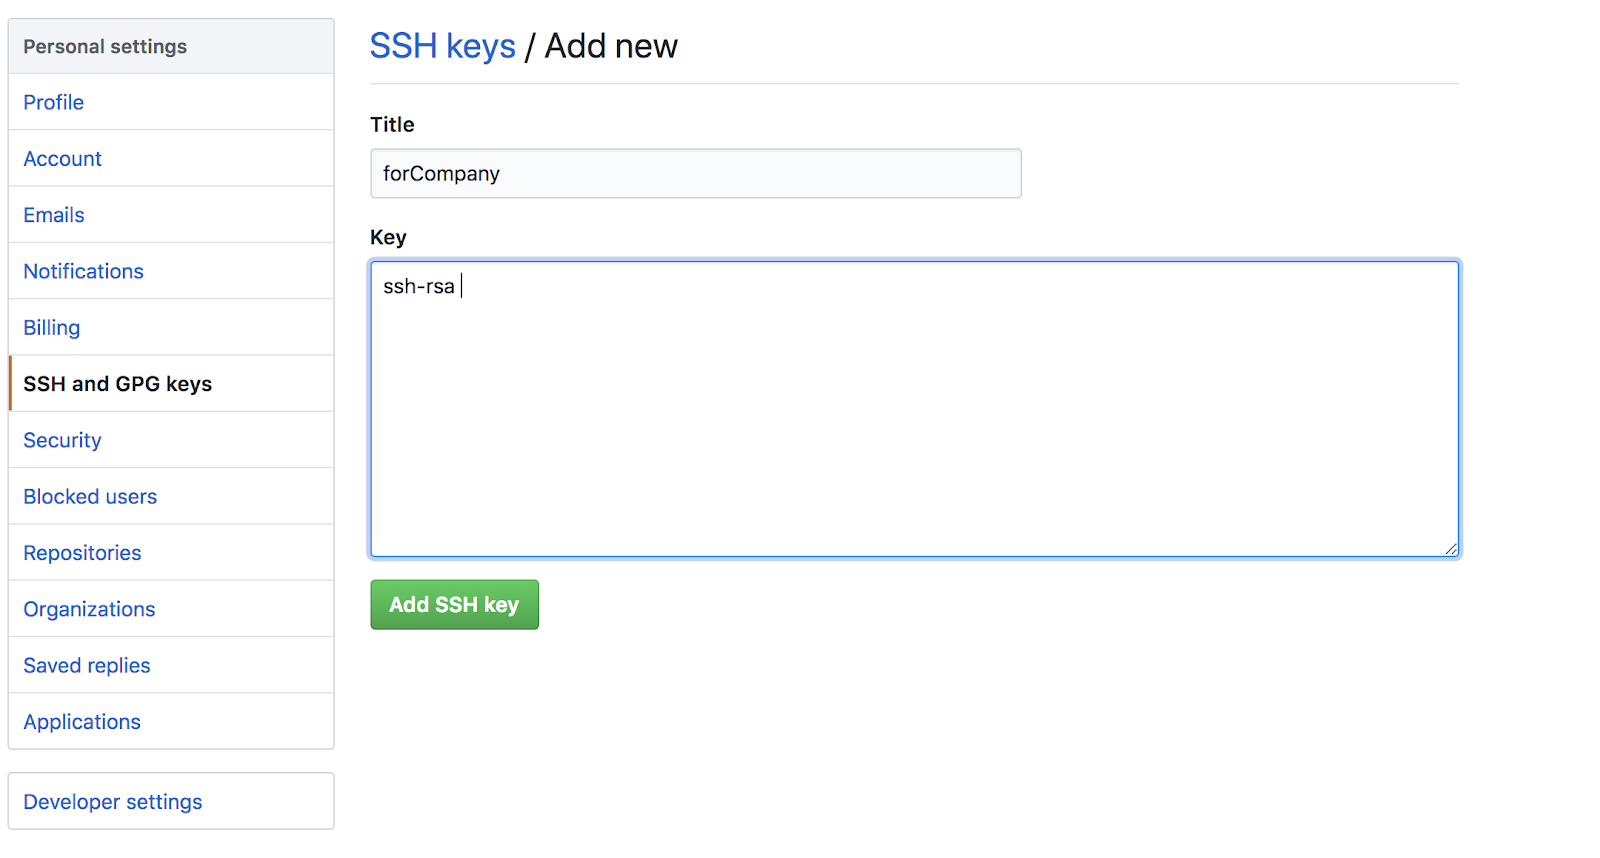 Personal settings
Profile
Account
Emails
Notifications
Billing
SSH and GPG keys
Security
Blocked users
Repositories
Organizations
Saved replies
Applications
Developer settings
SSH keys / Add new
Title
forCompany
Key
ssh-rsa
Add SSH key